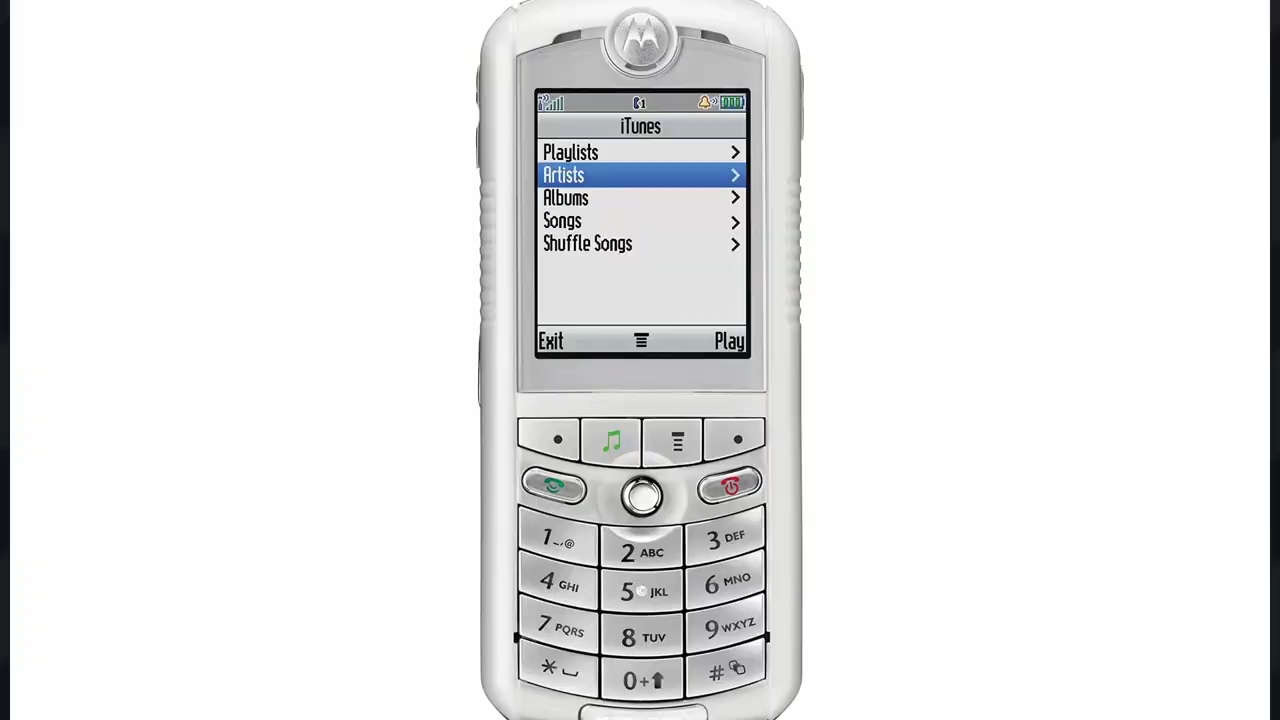 1
iTunes
Playlists >
Artists >
Albums >
Songs >
Shuffle Songs >
Exit Play
1 _,@ 2 ABC 3 DEF
4 GHI 5 JKL 6 MNO
7 PQRS 8 TUV 9 WXYZ
* 0 + #